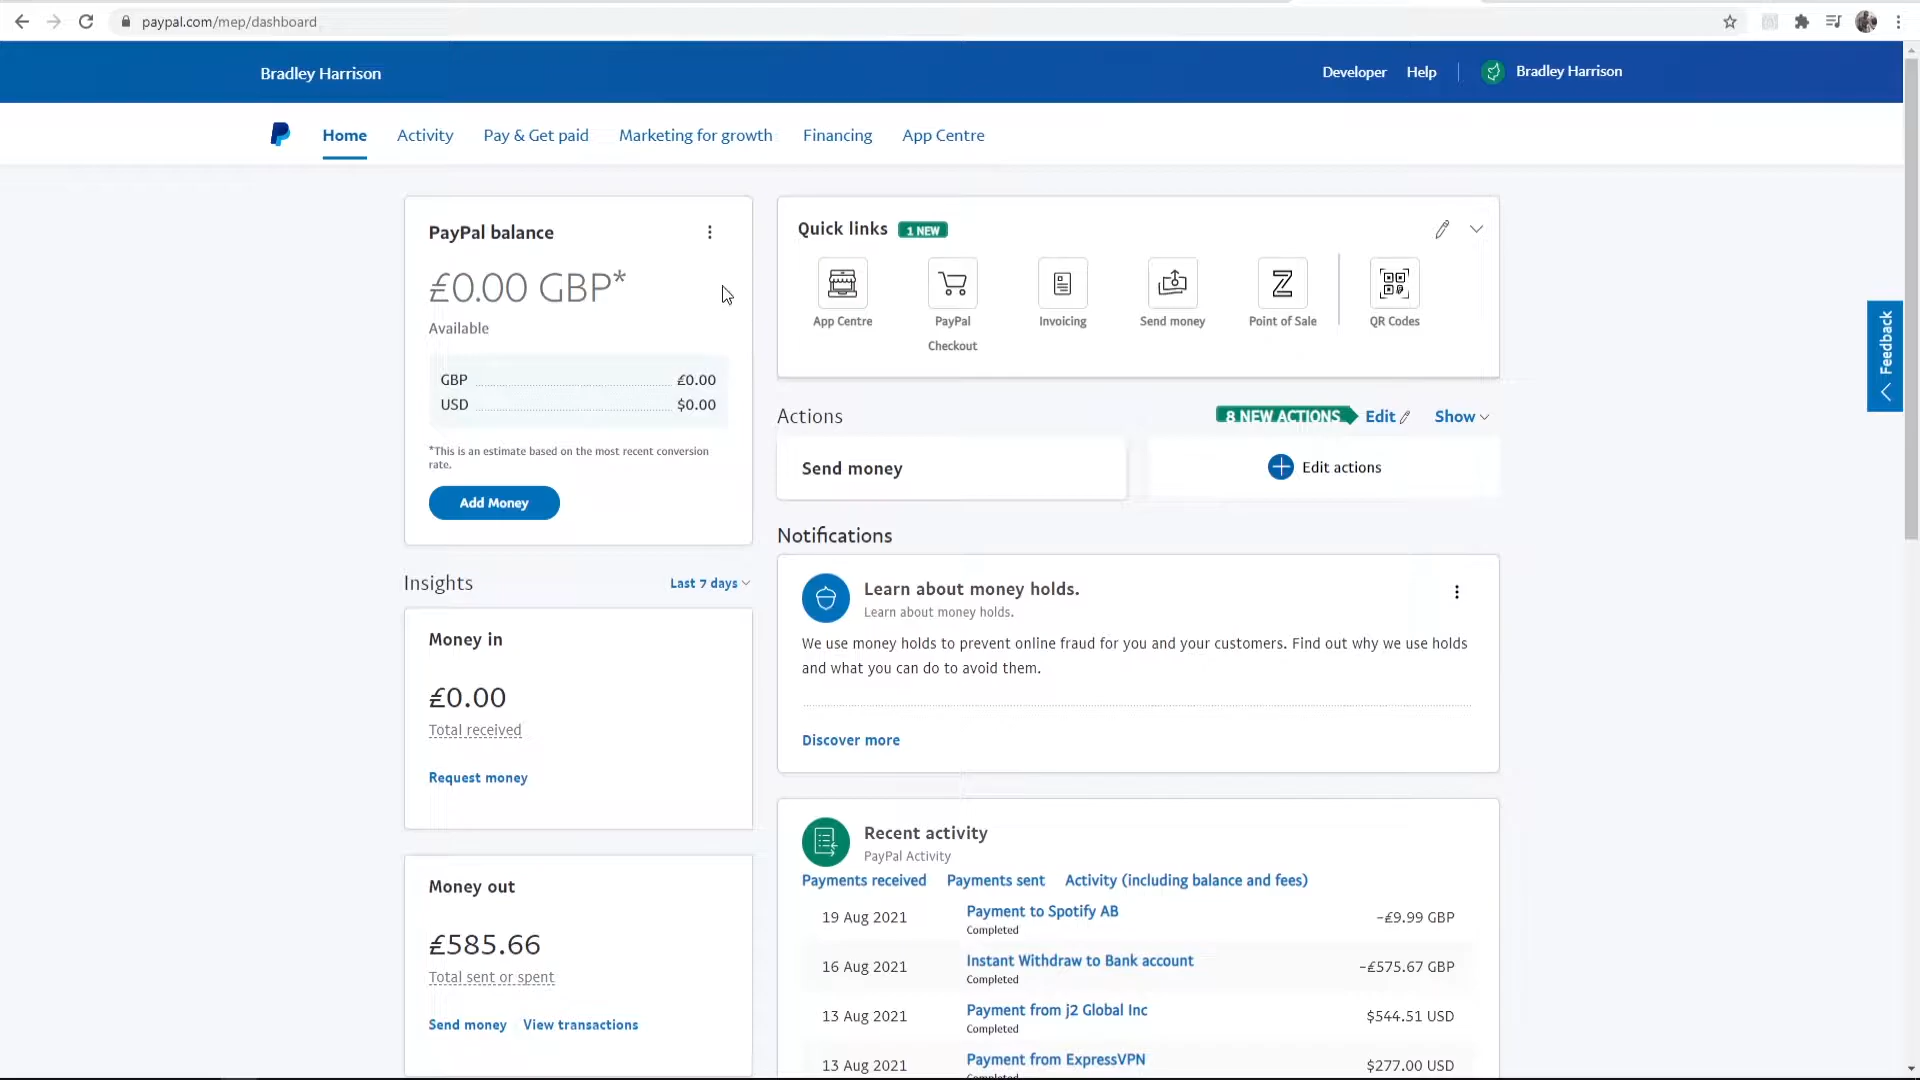 paypal.com/mep/dashboard
Bradley Harrison
Developer
Help
Bradley Harrison
Home
Activity
Pay & Get paid
Marketing for growth
Financing
App Centre
PayPal balance
£0.00 GBP*
Available
GBP £0.00
USD $0.00
*This is an estimate based on the most recent conversion
rate.
Add Money
Insights
Last 7 days
Money in
£0.00
Total received
Request money
Money out
£585.66
Total sent or spent
Send money View transactions
Quick links 1 NEW
App Centre
PayPal
Checkout
Invoicing
Send money
Point of Sale
QR Codes
Actions
8 NEW ACTIONS
Edit
Show
Send money
Edit actions
Notifications
Learn about money holds.
Learn about money holds.
We use money holds to prevent online fraud for you and your customers. Find out why we use holds
and what you can do to avoid them.
Discover more
Recent activity
PayPal Activity
Payments received Payments sent Activity (including balance and fees)
19 Aug 2021 Payment to Spotify AB -£9.99 GBP
Completed
16 Aug 2021 Instant Withdraw to Bank account -£575.67 GBP
Completed
13 Aug 2021 Payment from j2 Global Inc $544.51 USD
Completed
13 Aug 2021 Payment from ExpressVPN $277.00 USD
Completed
Feedback